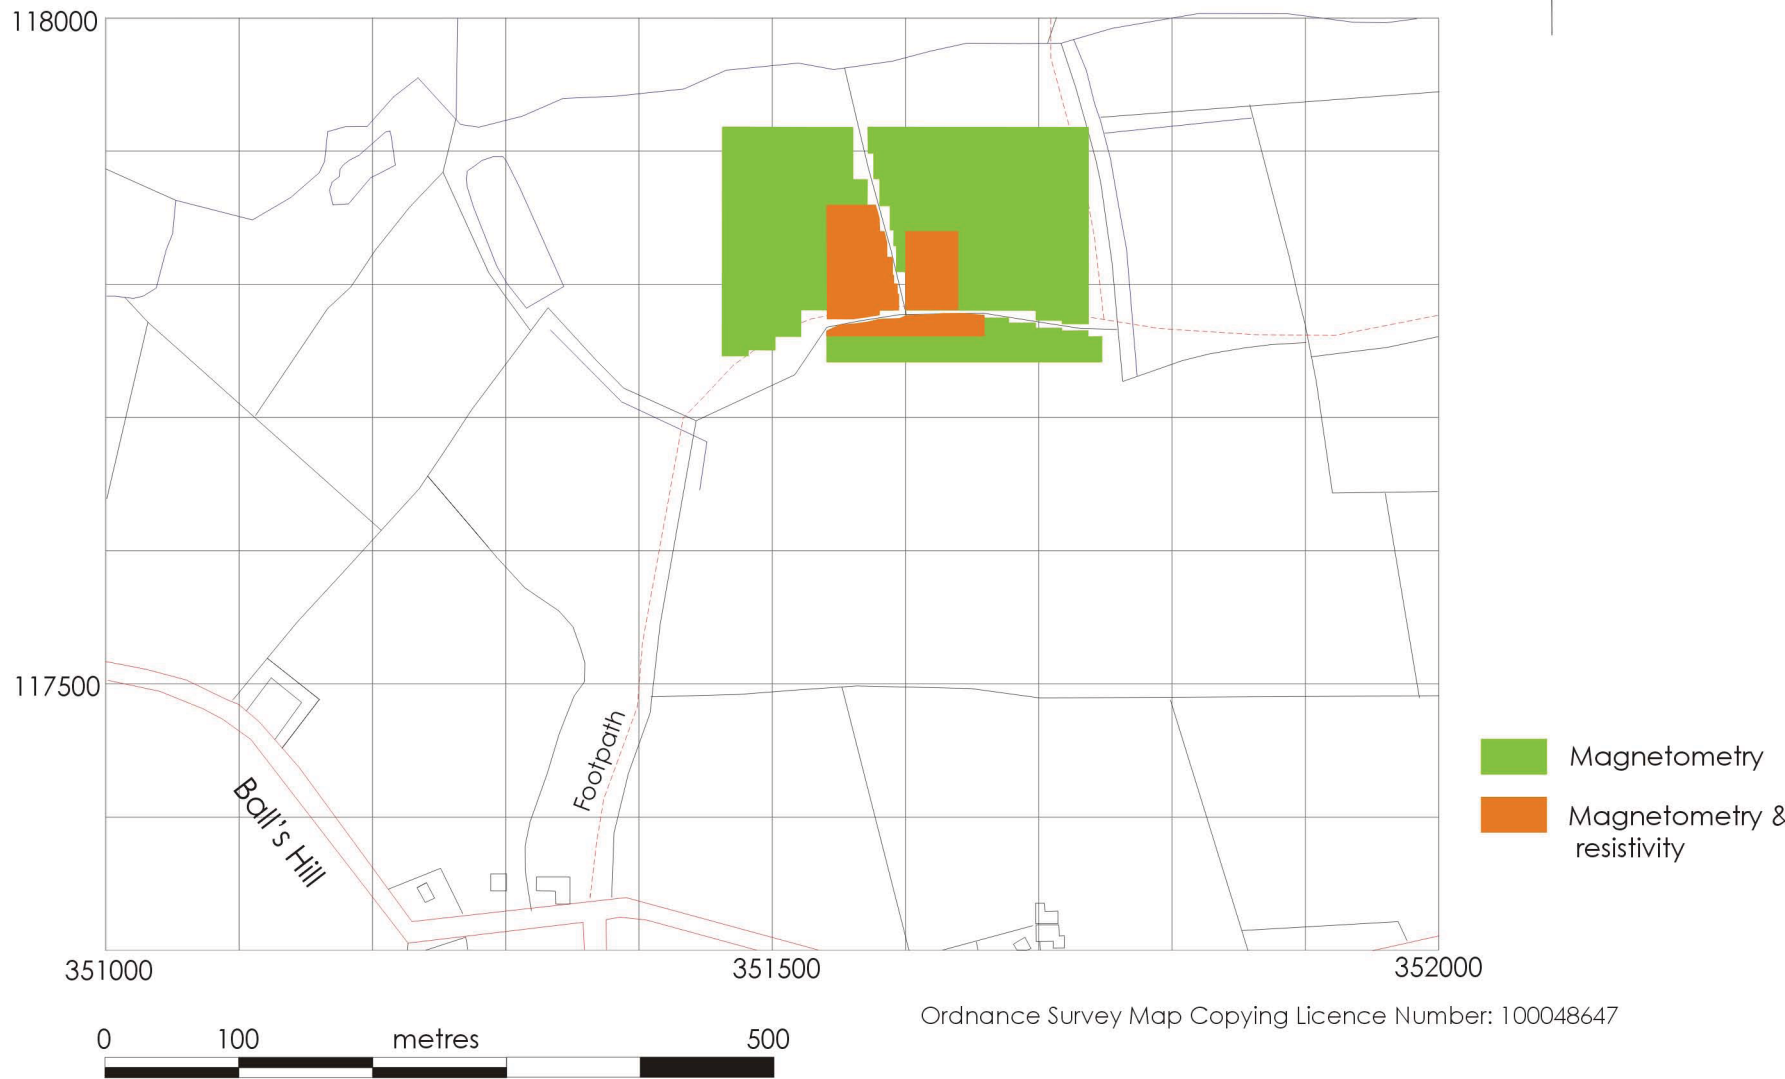 118000
117500
Footpath
Ball's Hill
Magnetometry
Magnetometry &
resistivity
351000
351500
352000
Ordnance Survey Map Copying Licence Number: 100048647
0 100 metres 500